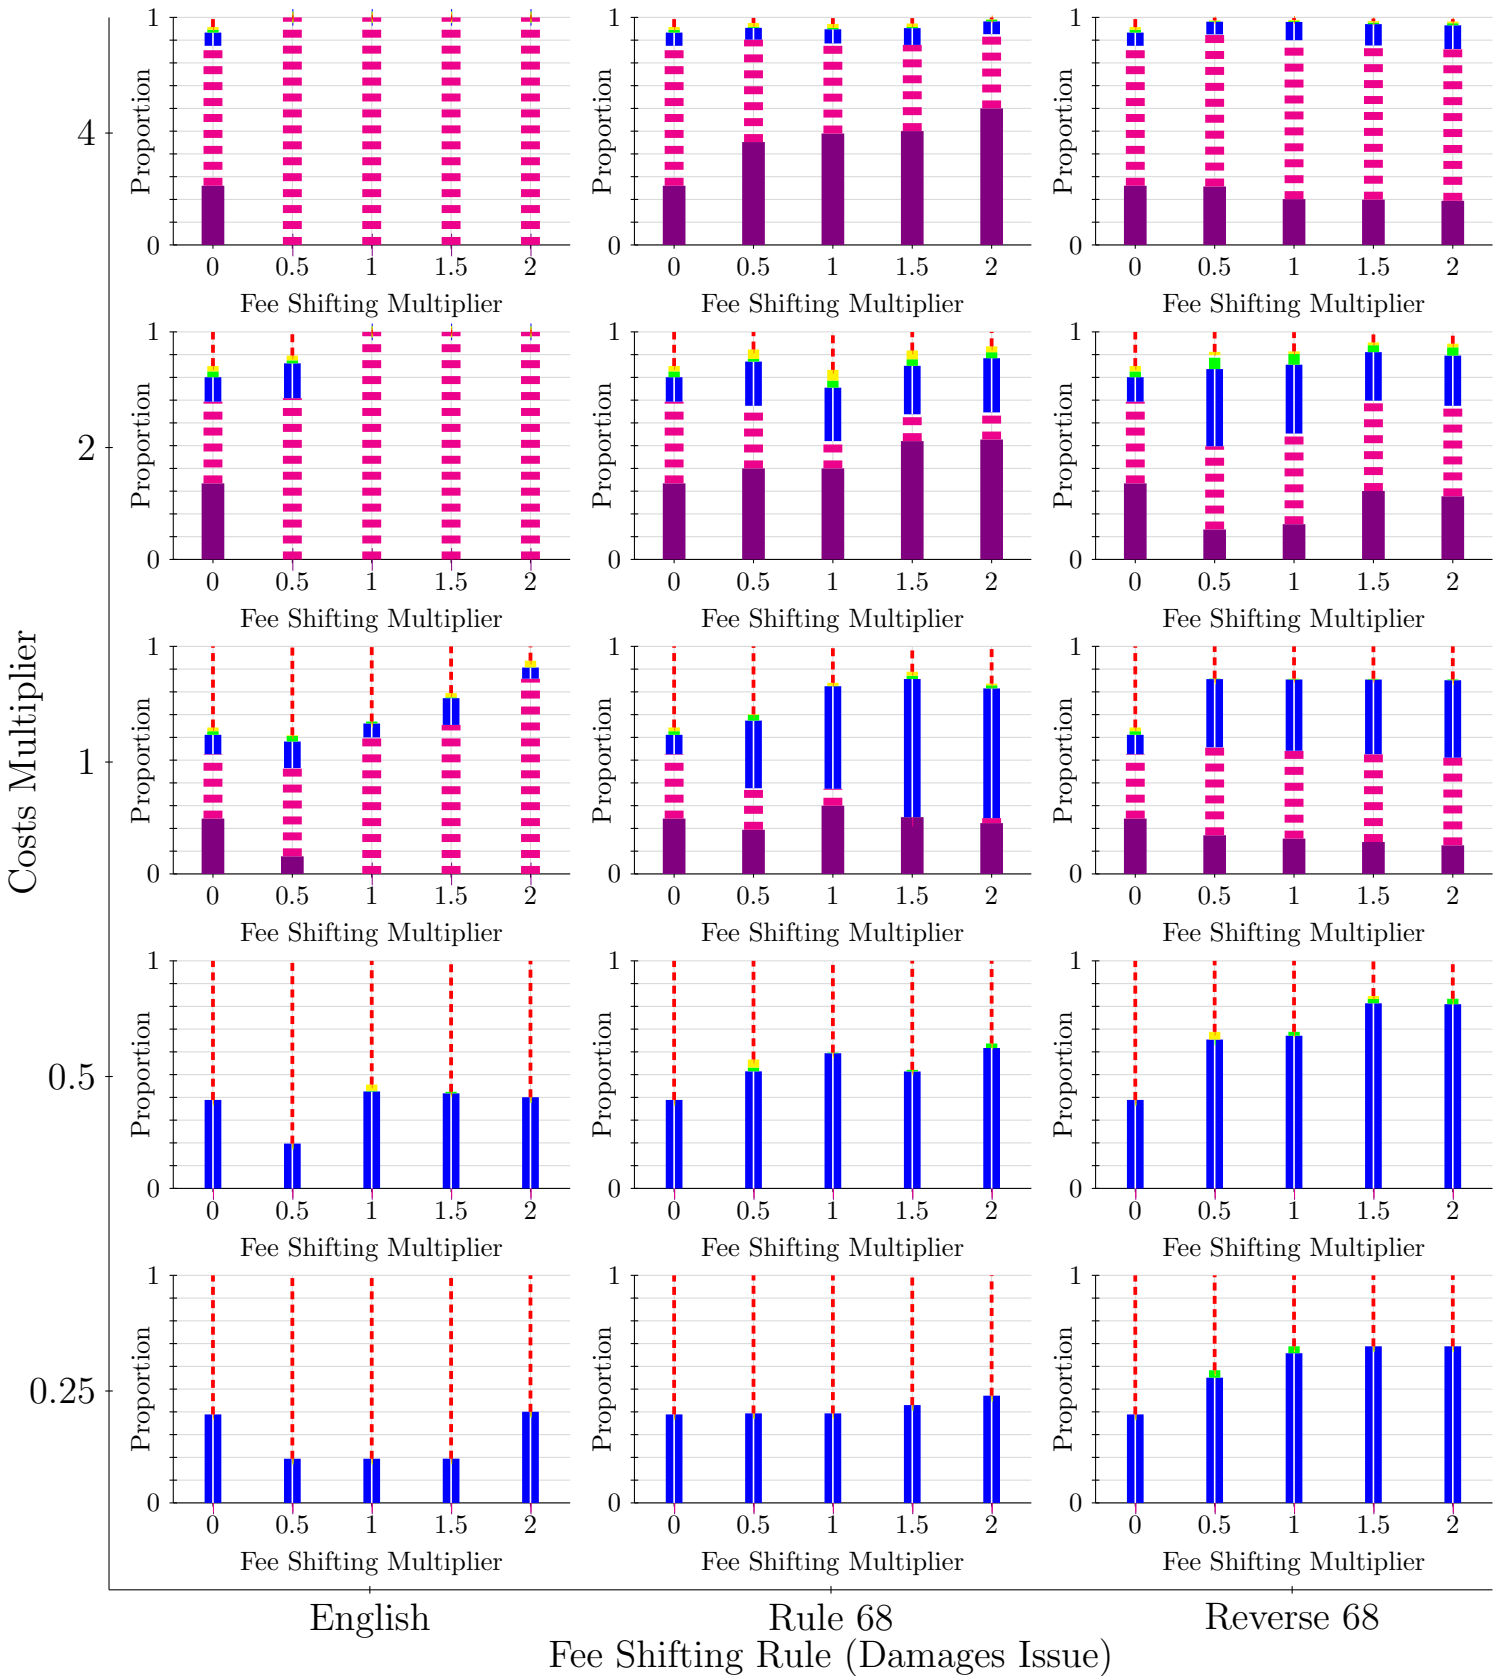 Costs Multiplier
4
Proportion
1
0
0 0.5 1 1.5 2
Fee Shifting Multiplier
Proportion
1
0
0 0.5 1 1.5 2
Fee Shifting Multiplier
Proportion
1
0
0 0.5 1 1.5 2
Fee Shifting Multiplier
2
Proportion
1
0
0 0.5 1 1.5 2
Fee Shifting Multiplier
Proportion
1
0
0 0.5 1 1.5 2
Fee Shifting Multiplier
Proportion
1
0
0 0.5 1 1.5 2
Fee Shifting Multiplier
1
Proportion
1
0
0 0.5 1 1.5 2
Fee Shifting Multiplier
Proportion
1
0
0 0.5 1 1.5 2
Fee Shifting Multiplier
Proportion
1
0
0 0.5 1 1.5 2
Fee Shifting Multiplier
0.5
Proportion
1
0
0 0.5 1 1.5 2
Fee Shifting Multiplier
Proportion
1
0
0 0.5 1 1.5 2
Fee Shifting Multiplier
Proportion
1
0
0 0.5 1 1.5 2
Fee Shifting Multiplier
0.25
Proportion
1
0
0 0.5 1 1.5 2
Fee Shifting Multiplier
Proportion
1
0
0 0.5 1 1.5 2
Fee Shifting Multiplier
Proportion
1
0
0 0.5 1 1.5 2
Fee Shifting Multiplier
English Rule 68 Reverse 68
Fee Shifting Rule (Damages Issue)